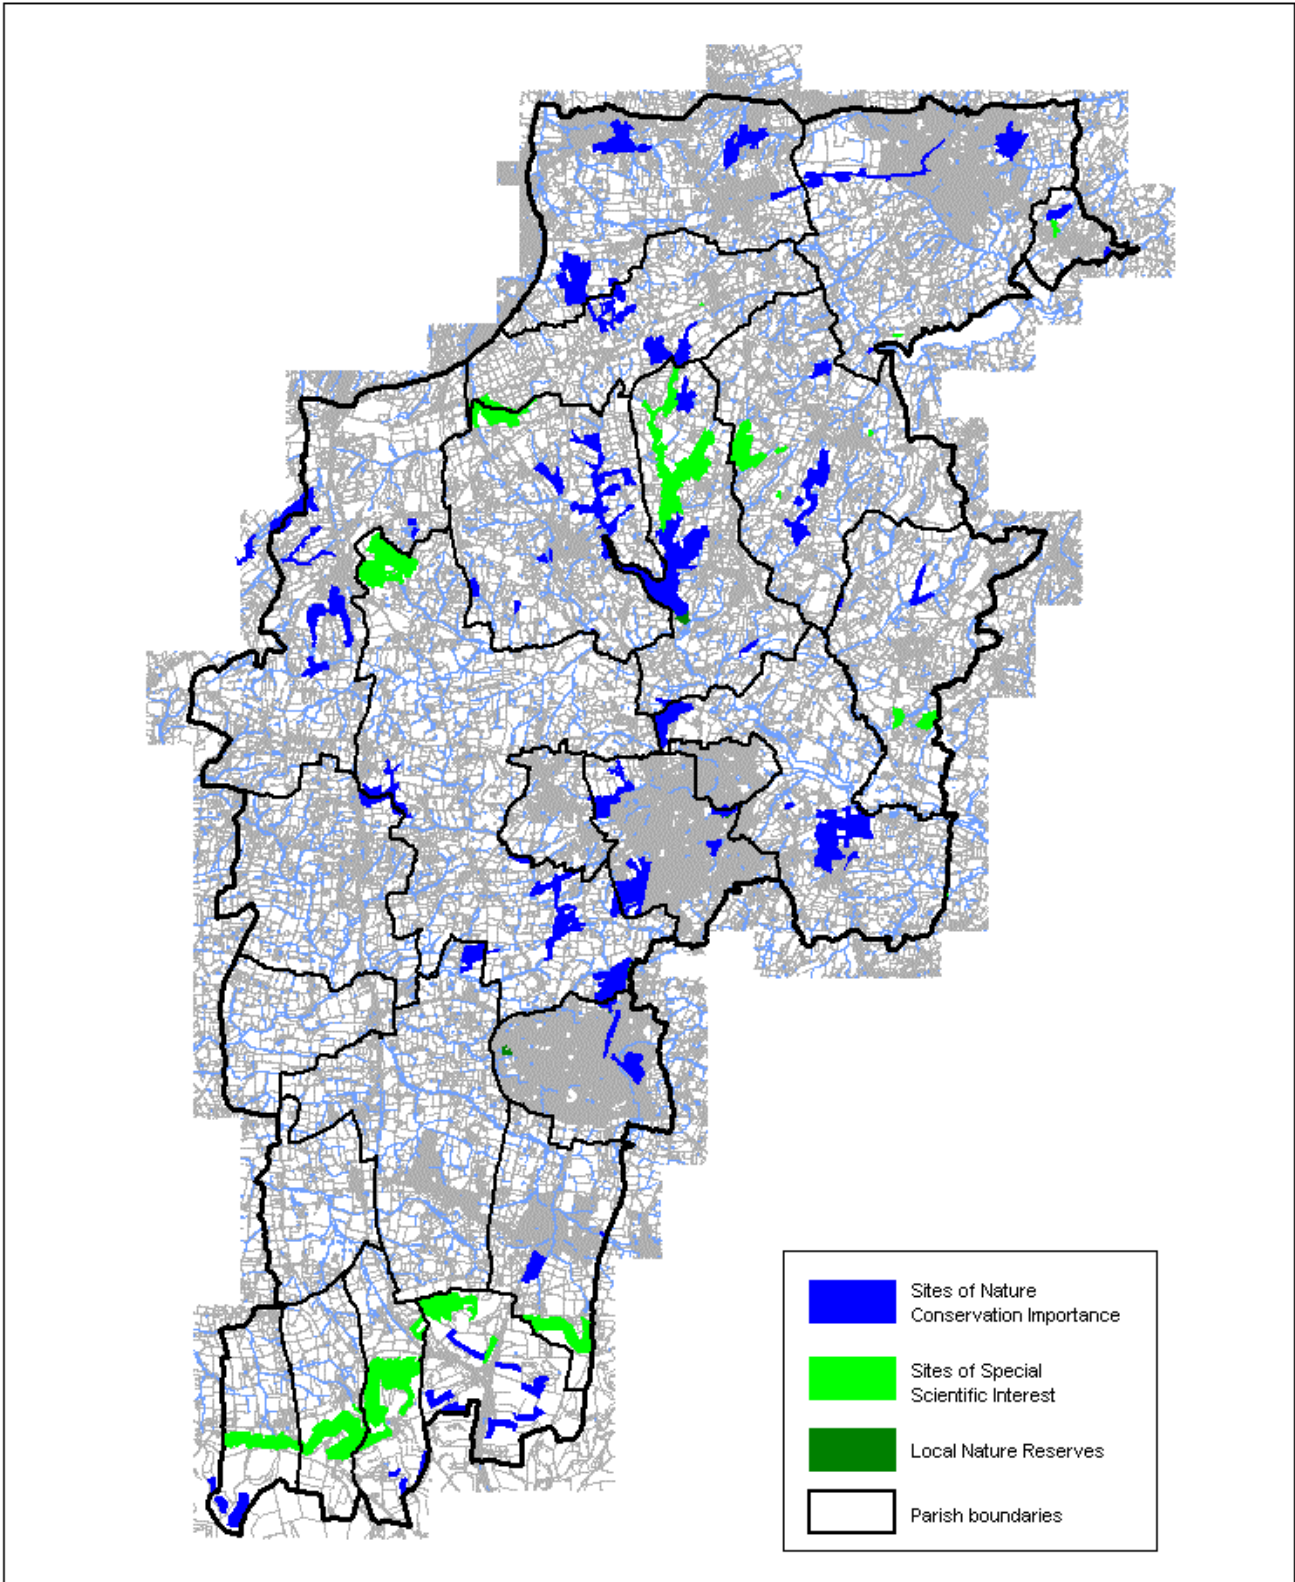 Sites of Nature
Conservation Importance
Sites of Special
Scientific Interest
Local Nature Reserves
Parish boundaries